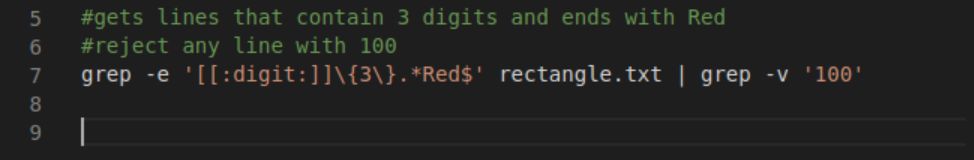 5 #gets lines that contain 3 digits and ends with Red
6 #reject any line with 100
7 grep -e '[[:digit:]]\{3\}.*Red$' rectangle.txt | grep -v '100'
8
9